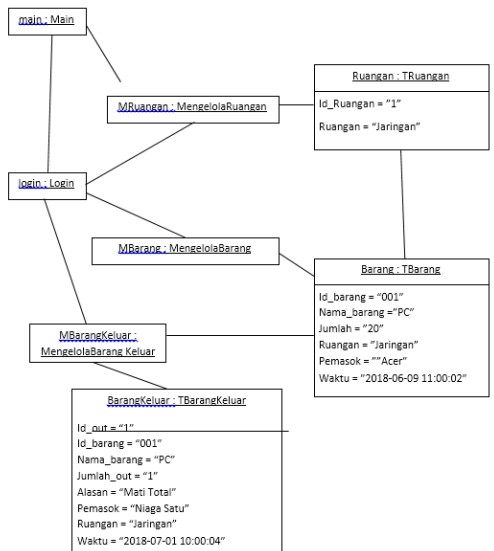 main : Main
Ruangan : TRuangan
Id_Ruangan = "1"
Ruangan = "Jaringan"
MRuangan : MengelolaRuangan
login : Login
MBarang : MengelolaBarang
Barang : TBarang
Id_barang = "001"
Nama_barang ="PC"
Jumlah = "20"
Ruangan = "Jaringan"
Pemasok = ""Acer"
Waktu = "2018-06-09 11:00:02"
MBarangKeluar :
MengelolaBarang Keluar
BarangKeluar : TBarangKeluar
Id_out = "1"
Id_barang = "001"
Nama_barang = "PC"
Jumlah_out = "1"
Alasan = "Mati Total"
Pemasok = "Niaga Satu"
Ruangan = "Jaringan"
Waktu = "2018-07-01 10:00:04"